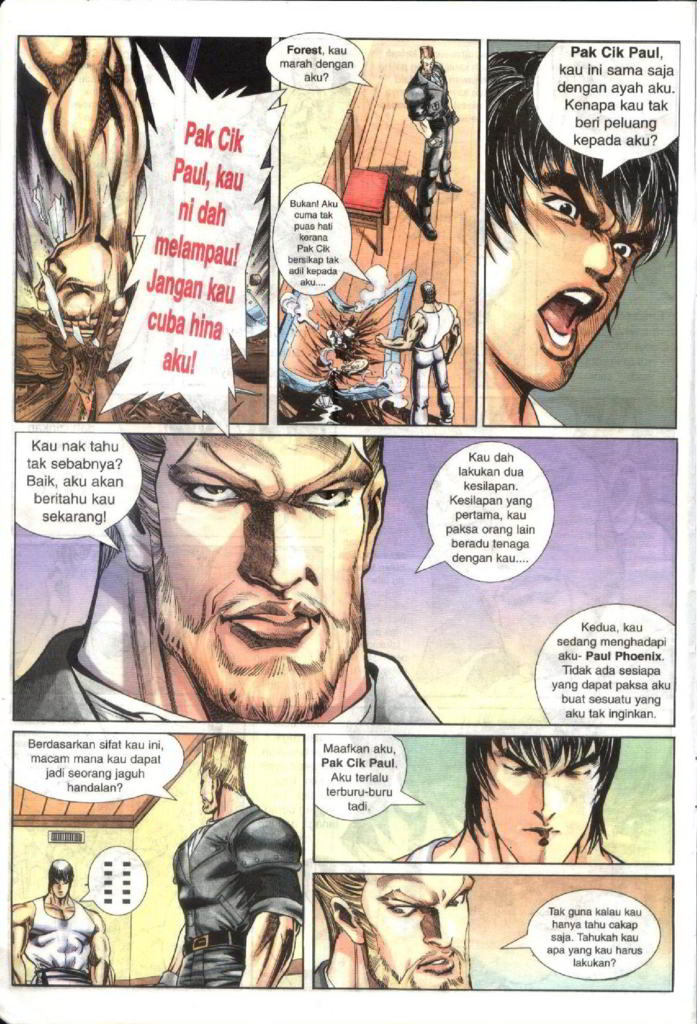 Pak Cik
Paul, kau
ni dah
melampau!
Jangan kau
cuba hina
aku!
Forest, kau
marah dengan
aku?
Bukan! Aku
cuma tak
puas hati
kerana
Pak Cik
bersikap tak
adil kepada
aku....
Pak Cik Paul,
kau ini sama saja
dengan ayah aku.
Kenapa kau tak
beri peluang
kepada aku?
Kau nak tahu
tak sebabnya?
Baik, aku akan
beritahu kau
sekarang!
Kau dah
lakukan dua
kesilapan.
Kesilapan yang
pertama, kau
paksa orang lain
beradu tenaga
dengan kau....
Kedua, kau
sedang menghadapi
aku- Paul Phoenix.
Tidak ada sesiapa
yang dapat paksa aku
buat sesuatu yang
aku tak inginkan.
Berdasarkan sifat kau ini,
macam mana kau dapat
jadi seorang jaguh
handalan?
Maafkan aku,
Pak Cik Paul.
Aku terlalu
terburu-buru
tadi.
Tak guna kalau kau
hanya tahu cakap
saja. Tahukah kau
apa yang kau harus
lakukan?